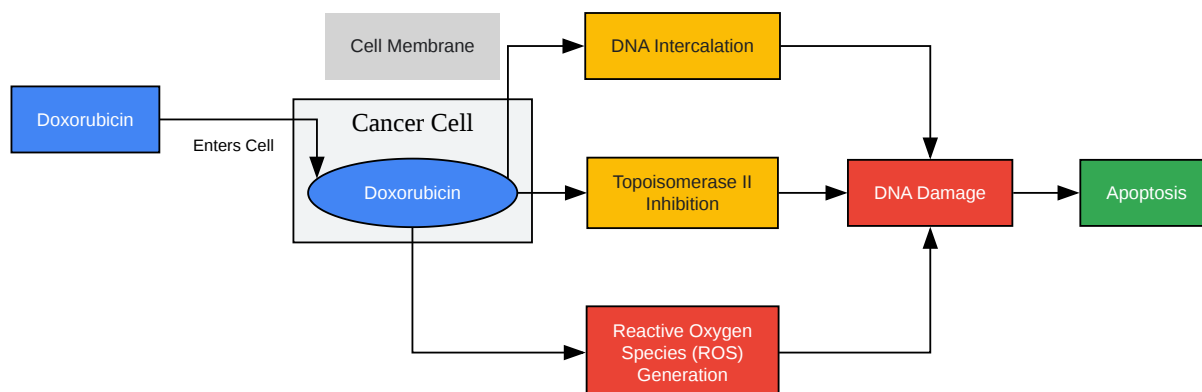 Cell Membrane
DNA Intercalation
Doxorubicin
Enters Cell
Cancer Cell
Doxorubicin
Topoisomerase II
Inhibition
DNA Damage
Apoptosis
Reactive Oxygen
Species (ROS)
Generation